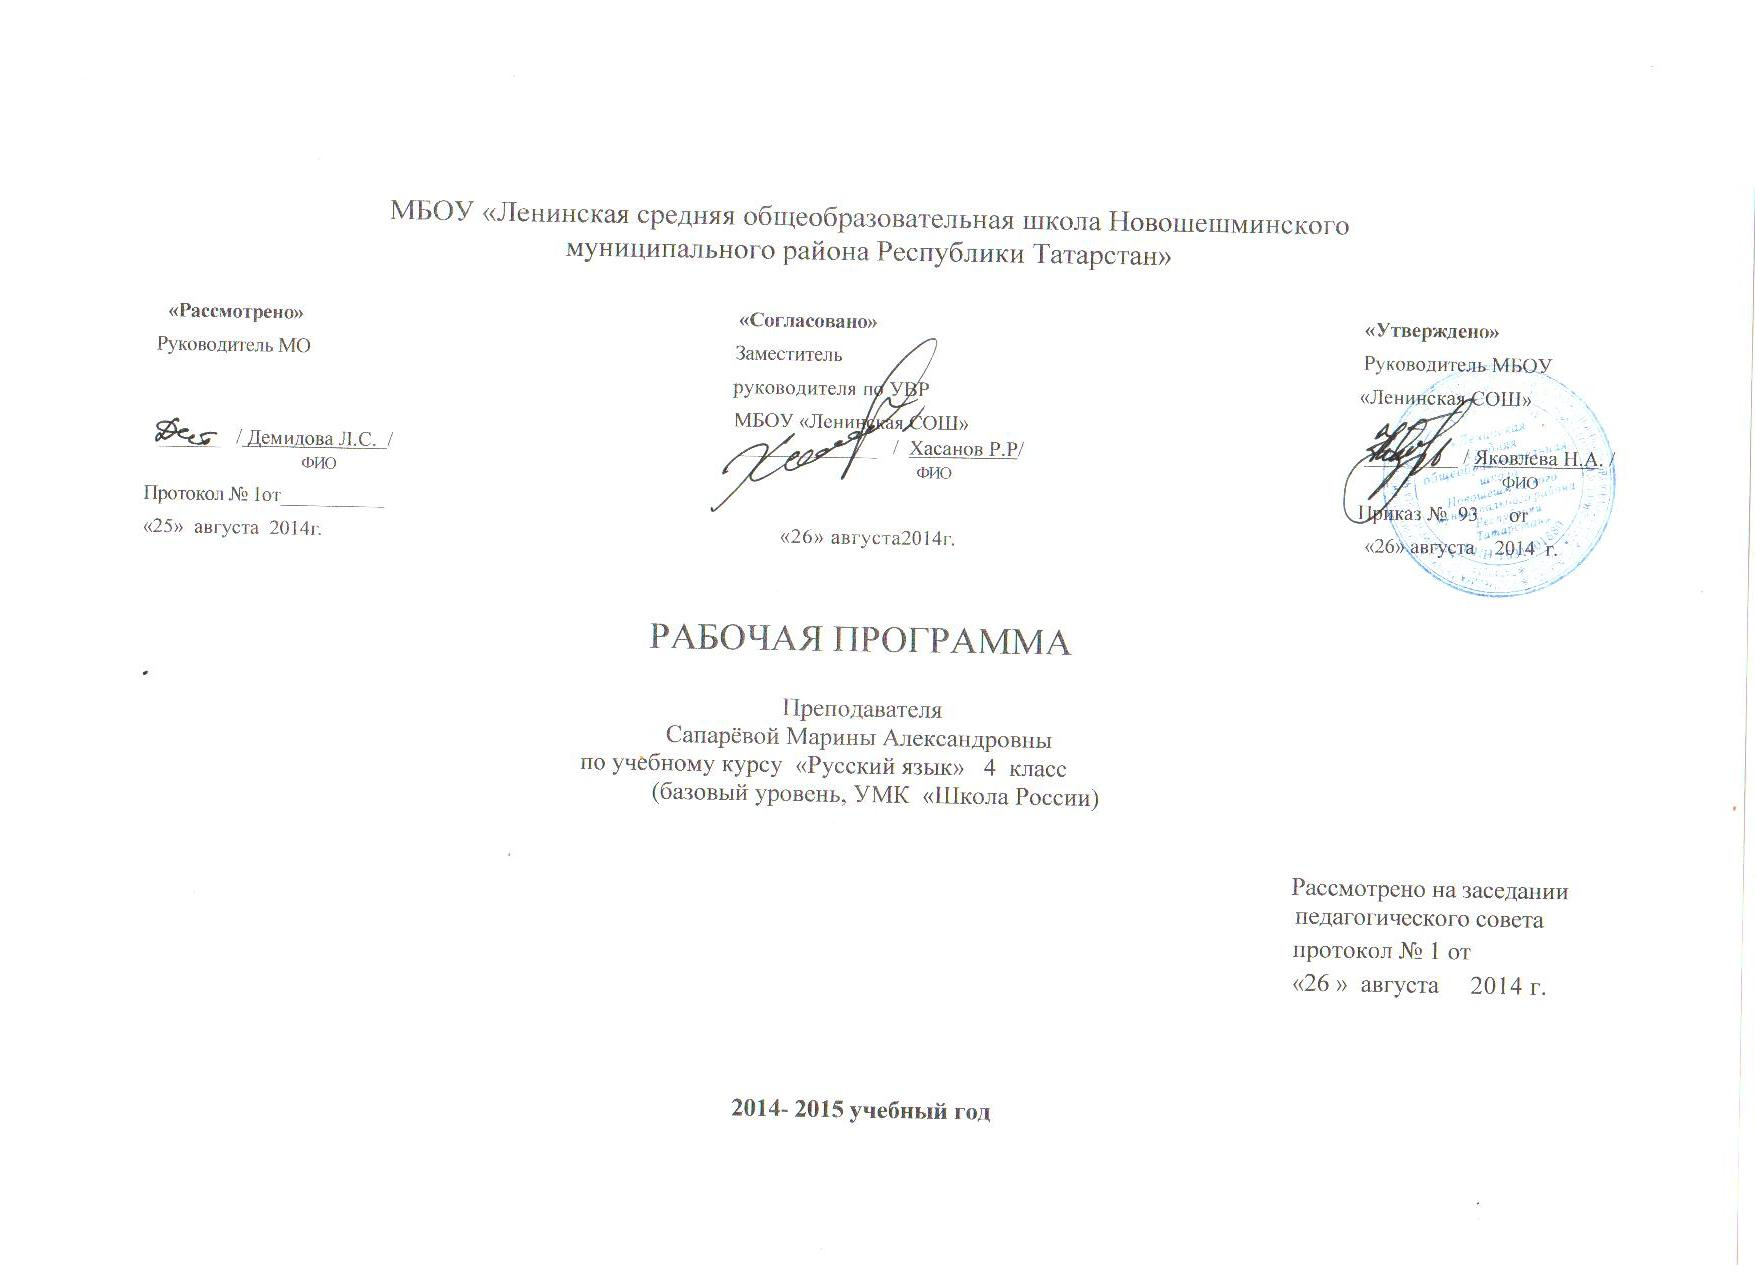 МБОУ «Ленинская средняя общеобразовательная школа Новошешминского
муниципального района Республики Татарстан»
«Рассмотрено»
Руководитель МО
/ Демидова Л.С. /
ФИО
Протокол № 1от__________
«25» августа 2014г.
«Согласовано»
Заместитель
руководителя по УВР
МБОУ «Ленинская СОШ»
/ Хасанов Р.Р/
ФИО
«26» августа2014г.
«Утверждено»
Руководитель МБОУ
«Ленинская СОШ»
/ Яковлева Н.А. /
ФИО
Приказ № 93 от
«26» августа 2014 г.
РАБОЧАЯ ПРОГРАММА
Преподавателя
Сапарёвой Марины Александровны
по учебному курсу «Русский язык» 4 класс
(базовый уровень, УМК «Школа России)
Рассмотрено на заседании
педагогического совета
протокол № 1 от
«26 » августа 2014 г.
2014- 2015 учебный год